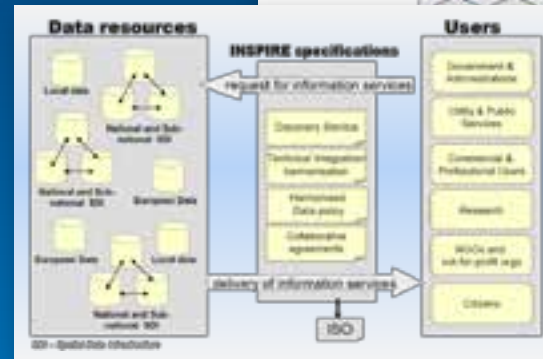 Data resources
Users
INSPIRE specifications
request for information services
Local data
National and Sub-
national SDI
National and Sub-
national SDI
European Data
European Data
Local data
National and Sub-
national SDI
Discovery Service
Technical Integration
harmonisation
Harmonised
Data policy
Collaborative
agreements
delivery of information services
ISO
Government &
Administrations
Utility & Public
Services
Commercial &
Professional Users
Research
NGOs and
not for profit orgs
Citizens
SDI – Spatial Data Infrastructure